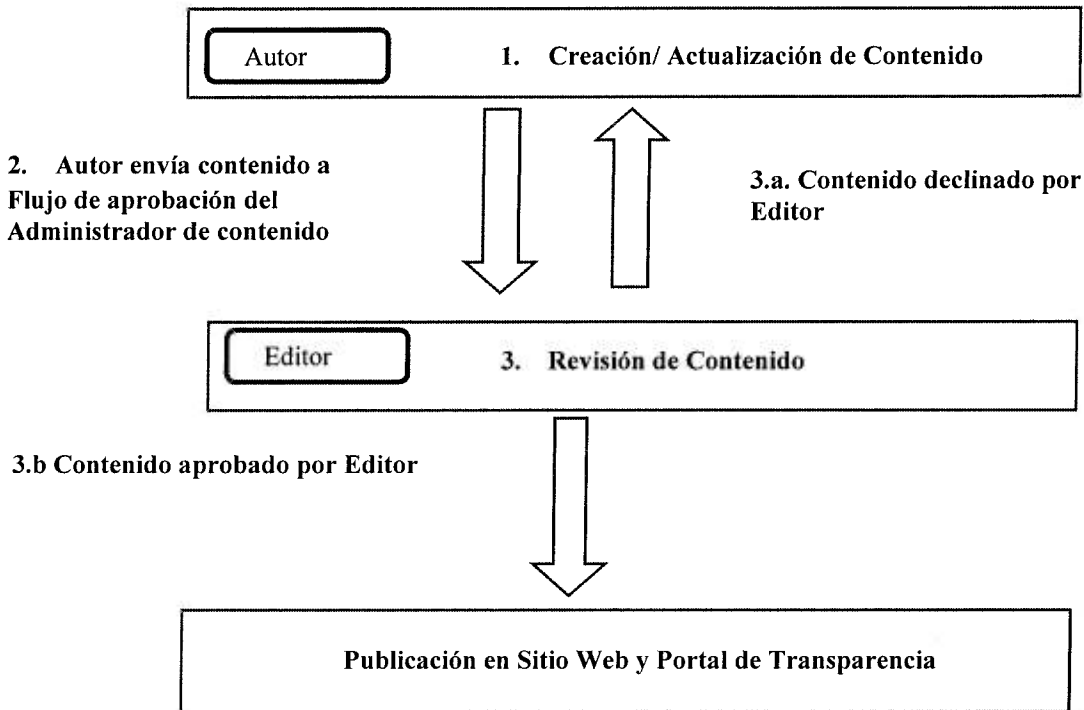 Autor
1. Creación/ Actualización de Contenido
2. Autor envía contenido a
Flujo de aprobación del
Administrador de contenido
3.a. Contenido declinado por
Editor
Editor
3. Revisión de Contenido
3.b Contenido aprobado por Editor
Publicación en Sitio Web y Portal de Transparencia